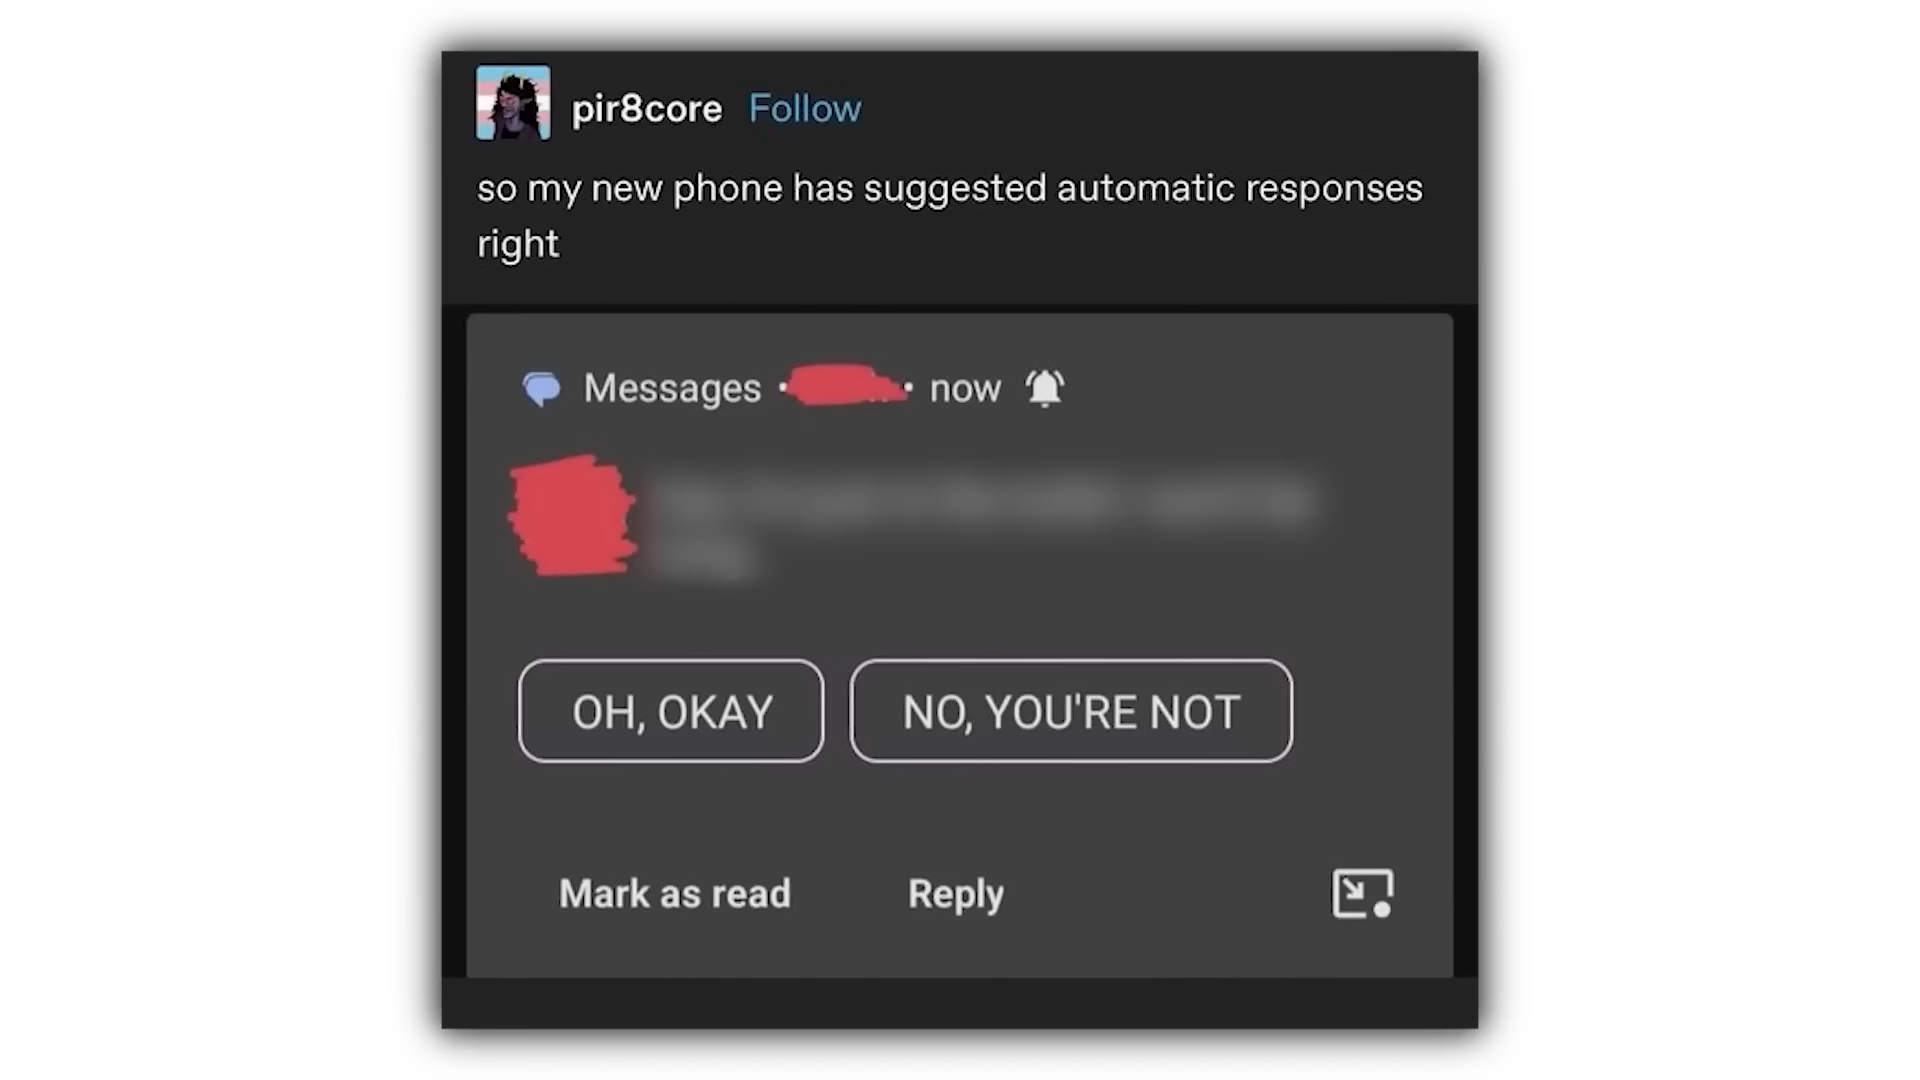 pir8core Follow
so my new phone has suggested automatic responses
right
Messages • • now
OH, OKAY NO, YOU'RE NOT
Mark as read Reply